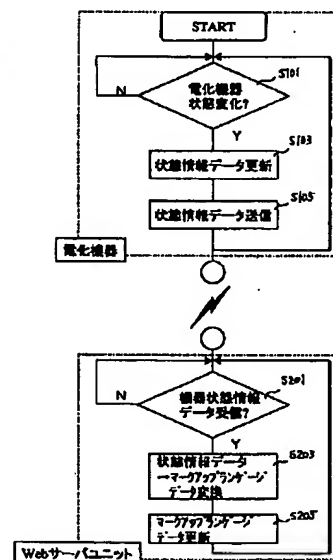 START
電化機器
状態変化?
S101
N
Y
S103
状態情報データ更新
S105
状態情報データ送信
電化機器
機器状態情報
データ受信?
S201
N
Y
S203
状態情報データ
→マークアップランゲージ
データ変換
S205
マークアップランゲージ
データ更新
Webサーバユニット